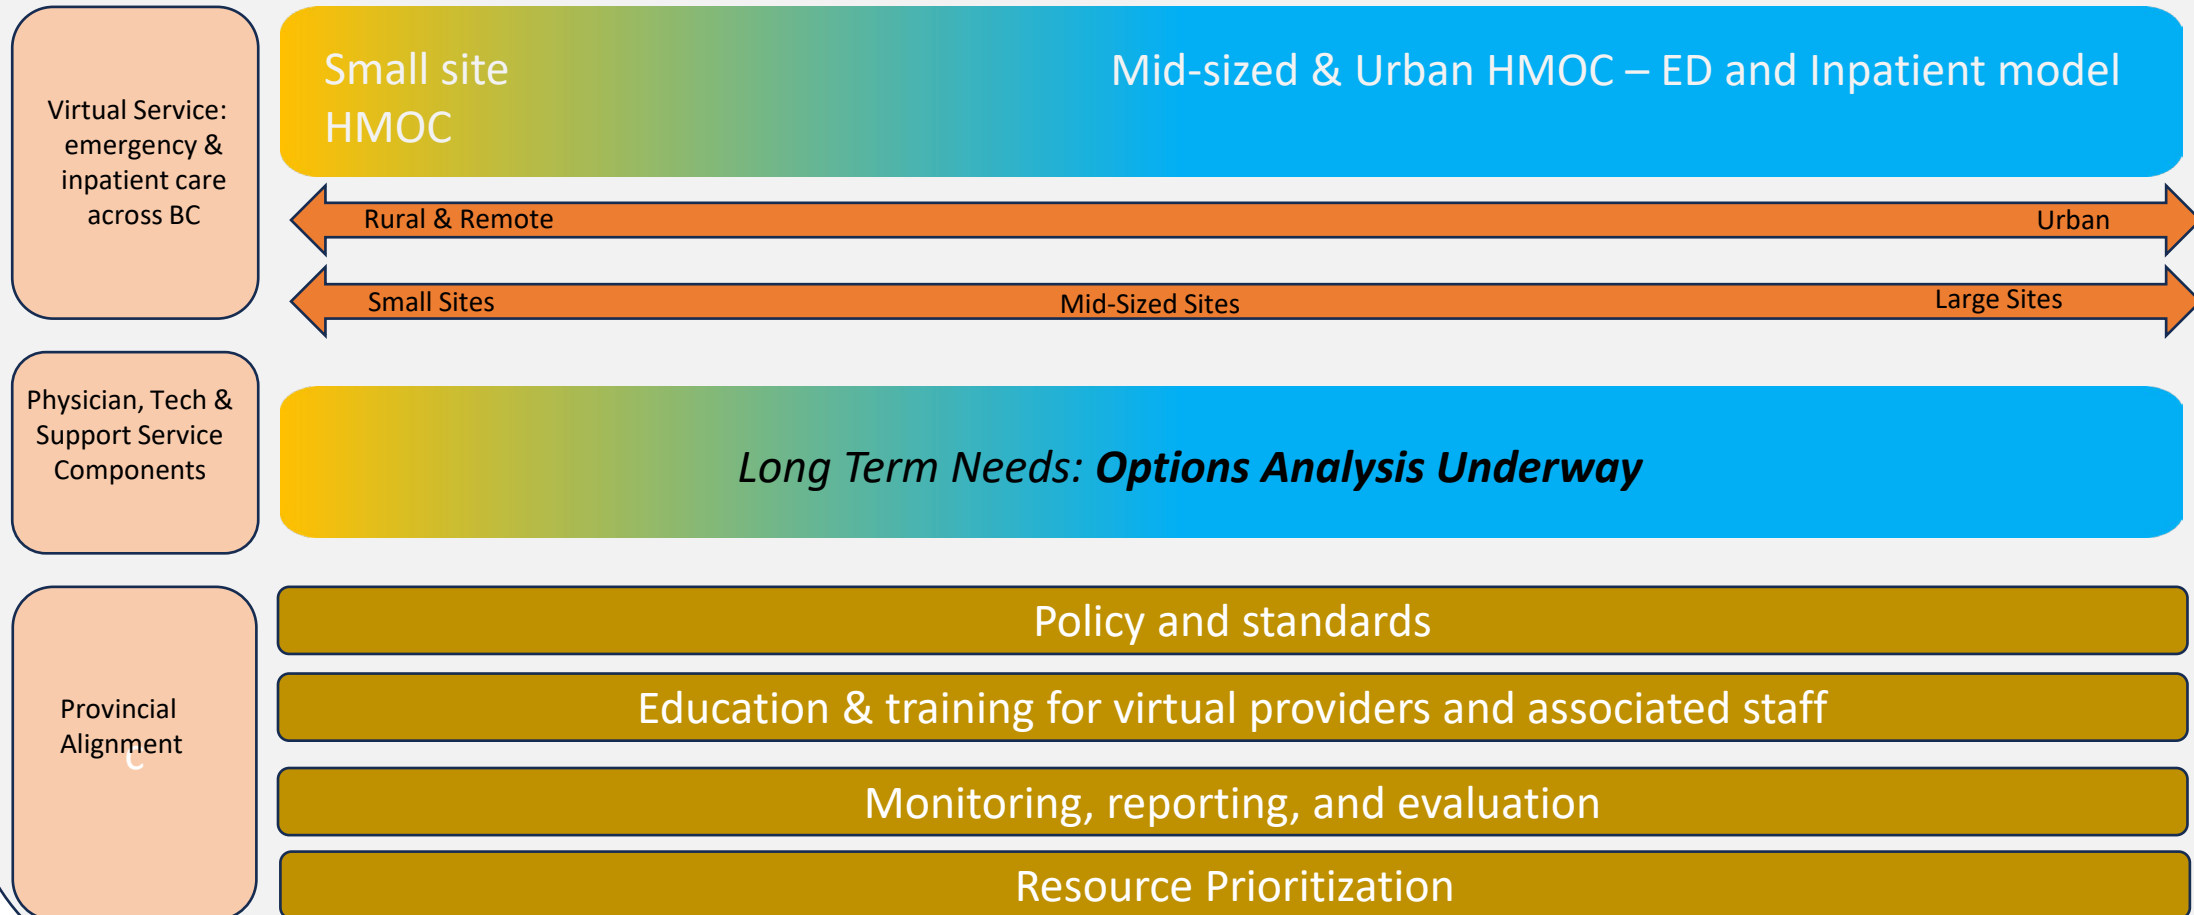 Virtual Service:
emergency &
inpatient care
across BC
Small site
HMOC
Mid-sized & Urban HMOC – ED and Inpatient model
Rural & Remote
Urban
Small Sites
Mid-Sized Sites
Large Sites
Physician, Tech &
Support Service
Components
Long Term Needs: Options Analysis Underway
Provincial
Alignment
c
Policy and standards
Education & training for virtual providers and associated staff
Monitoring, reporting, and evaluation
Resource Prioritization